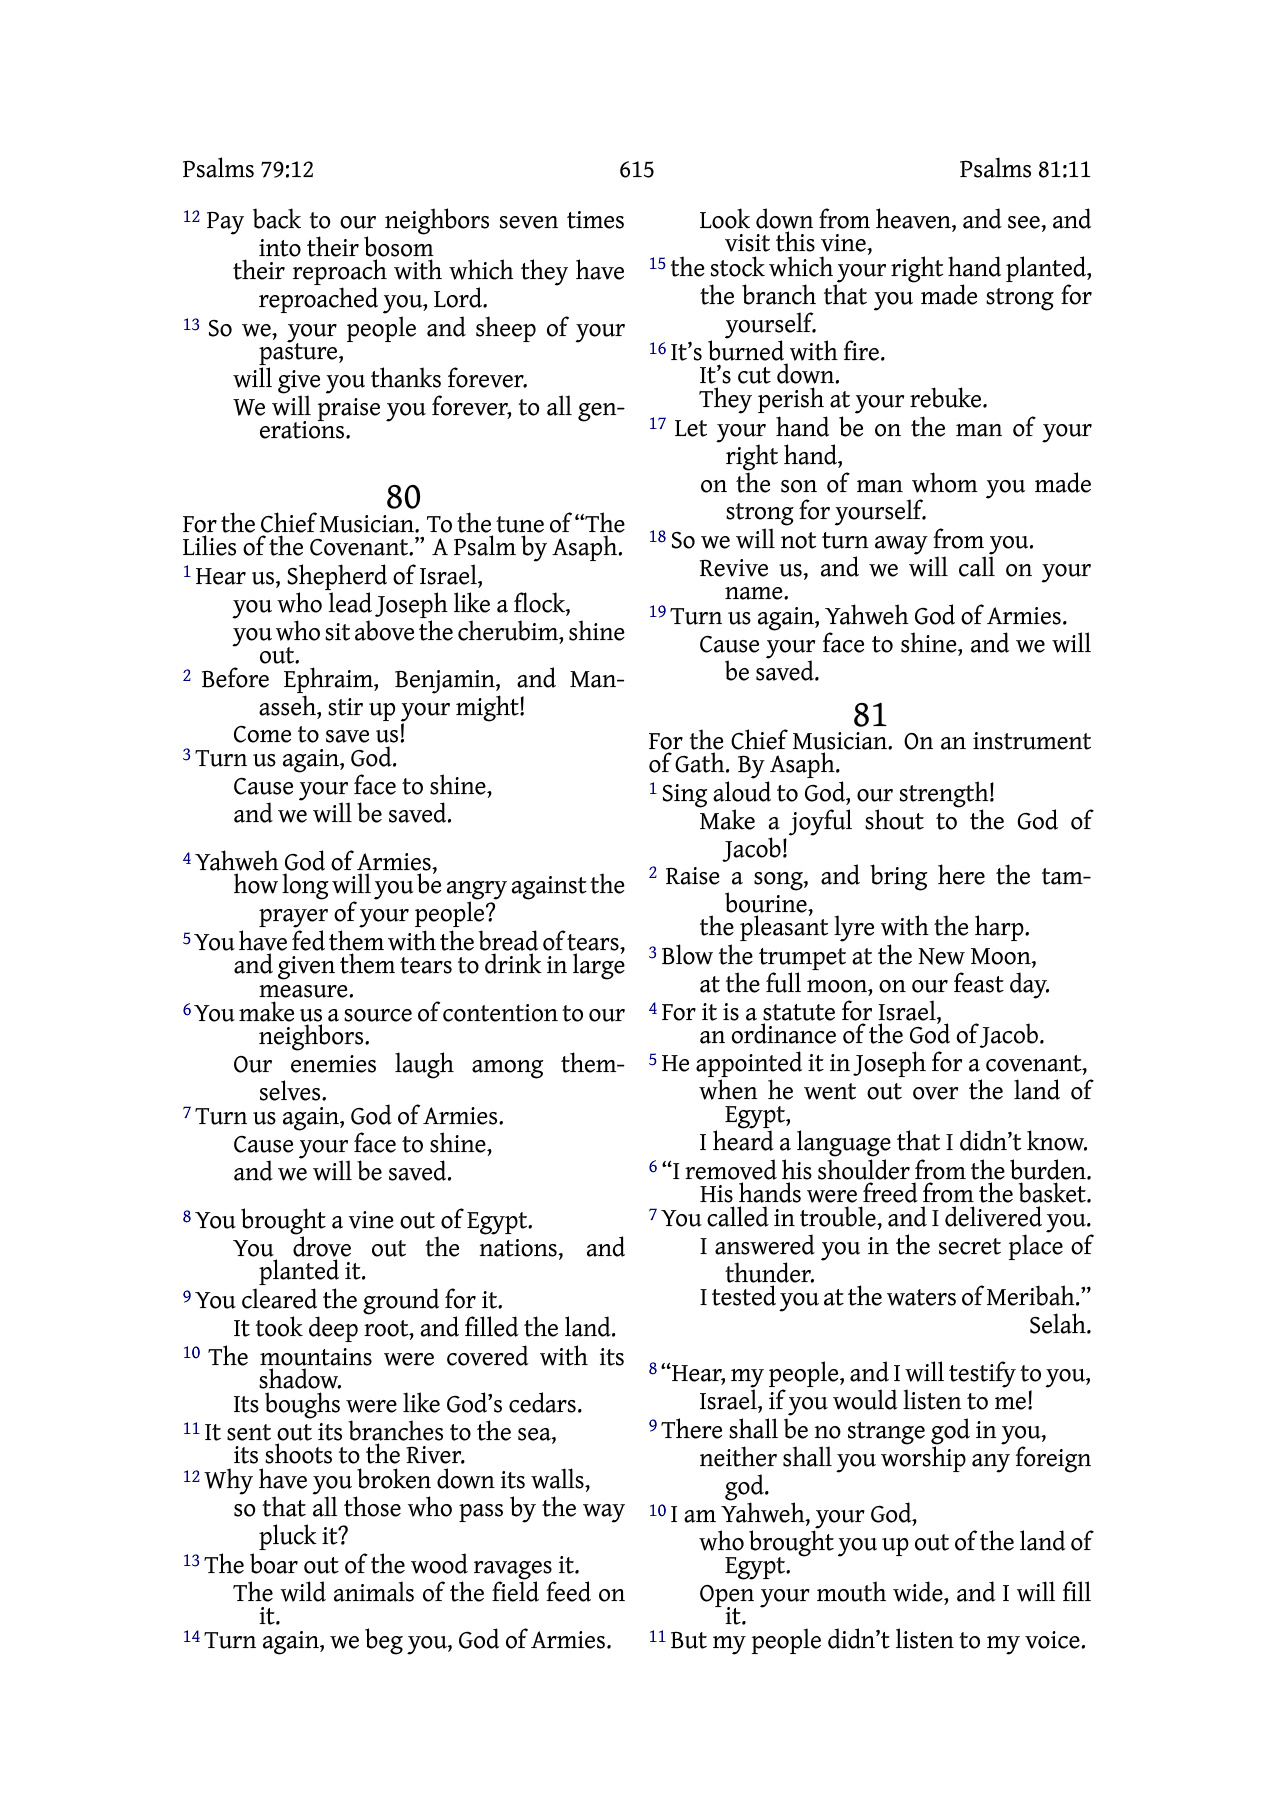 Psalms 79:12 615 Psalms 81:11
12 Pay back to our neighbors seven times
into their bosom
their reproach with which they have
reproached you, Lord.
13 So we, your people and sheep of your
pasture,
will give you thanks forever.
We will praise you forever, to all gen-
erations.
80
For the Chief Musician. To the tune of “The
Lilies of the Covenant.” A Psalm by Asaph.
1 Hear us, Shepherd of Israel,
you who lead Joseph like a flock,
you who sit above the cherubim, shine
out.
2 Before Ephraim, Benjamin, and Man-
asseh, stir up your might!
Come to save us!
3 Turn us again, God.
Cause your face to shine,
and we will be saved.
4 Yahweh God of Armies,
how long will you be angry against the
prayer of your people?
5 You have fed them with the bread of tears,
and given them tears to drink in large
measure.
6 You make us a source of contention to our
neighbors.
Our enemies laugh among them-
selves.
7 Turn us again, God of Armies.
Cause your face to shine,
and we will be saved.
8 You brought a vine out of Egypt.
You drove out the nations, and
planted it.
9 You cleared the ground for it.
It took deep root, and filled the land.
10 The mountains were covered with its
shadow.
Its boughs were like God’s cedars.
11 It sent out its branches to the sea,
its shoots to the River.
12 Why have you broken down its walls,
so that all those who pass by the way
pluck it?
13 The boar out of the wood ravages it.
The wild animals of the field feed on
it.
14 Turn again, we beg you, God of Armies.
Look down from heaven, and see, and
visit this vine,
15 the stock which your right hand planted,
the branch that you made strong for
yourself.
16 It’s burned with fire.
It’s cut down.
They perish at your rebuke.
17 Let your hand be on the man of your
right hand,
on the son of man whom you made
strong for yourself.
18 So we will not turn away from you.
Revive us, and we will call on your
name.
19 Turn us again, Yahweh God of Armies.
Cause your face to shine, and we will
be saved.
81
For the Chief Musician. On an instrument
of Gath. By Asaph.
1 Sing aloud to God, our strength!
Make a joyful shout to the God of
Jacob!
2 Raise a song, and bring here the tam-
bourine,
the pleasant lyre with the harp.
3 Blow the trumpet at the New Moon,
at the full moon, on our feast day.
4 For it is a statute for Israel,
an ordinance of the God of Jacob.
5 He appointed it in Joseph for a covenant,
when he went out over the land of
Egypt,
I heard a language that I didn’t know.
6 “I removed his shoulder from the burden.
His hands were freed from the basket.
7 You called in trouble, and I delivered you.
I answered you in the secret place of
thunder.
I tested you at the waters of Meribah.”
Selah.
8 “Hear, my people, and I will testify to you,
Israel, if you would listen to me!
9 There shall be no strange god in you,
neither shall you worship any foreign
god.
10 I am Yahweh, your God,
who brought you up out of the land of
Egypt.
Open your mouth wide, and I will fill
it.
11 But my people didn’t listen to my voice.